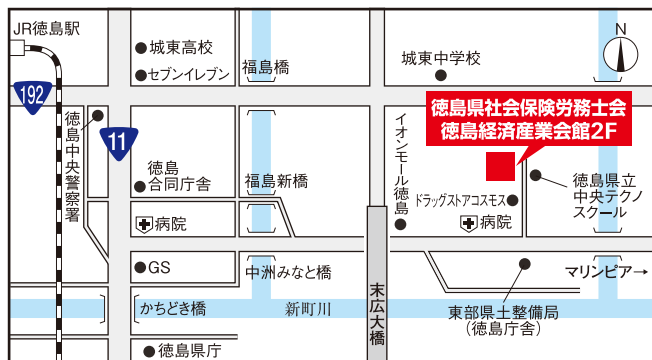 JR徳島駅
192
11
城東高校
セブンイレブン
福島橋
城東中学校
N
徳島県社会保険労務士会
徳島経済産業会館2F
徳島中央警察署
徳島
合同庁舎
福島新橋
イオンモール徳島
ドラッグストアコスモス
徳島県立
中央テクノ
スクール
病院
病院
GS
中洲みなと橋
末広大橋
マリンピア→
かちどき橋
新町川
東部県土整備局
(徳島庁舎)
徳島県庁